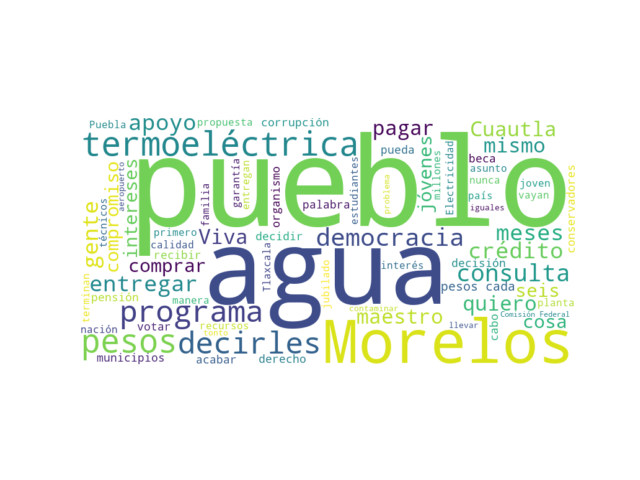 Puebla apoyo propuesta corrupción pagar pueda Cuautla
termoeléctrica pueblo mismo
gente compromiso técnicos aeropuerto intereses familia garantía entregan organismo palabra estudiantes problema millones jóvenes Electricidad beca asunto nunca país joven vayan iguales conservadores
primero calidad recibir Viva decidir Tlaxcala democracia meses
comprar agua interés decisión crédito
terminan entregar pensión manera jubilado pesos cada consulta seis
programa contaminar maestro quiero planta
nación votar recursos tonto Morelos llevar cabo Comisión Federal cosa
pesos decirles
municipios acabar derecho